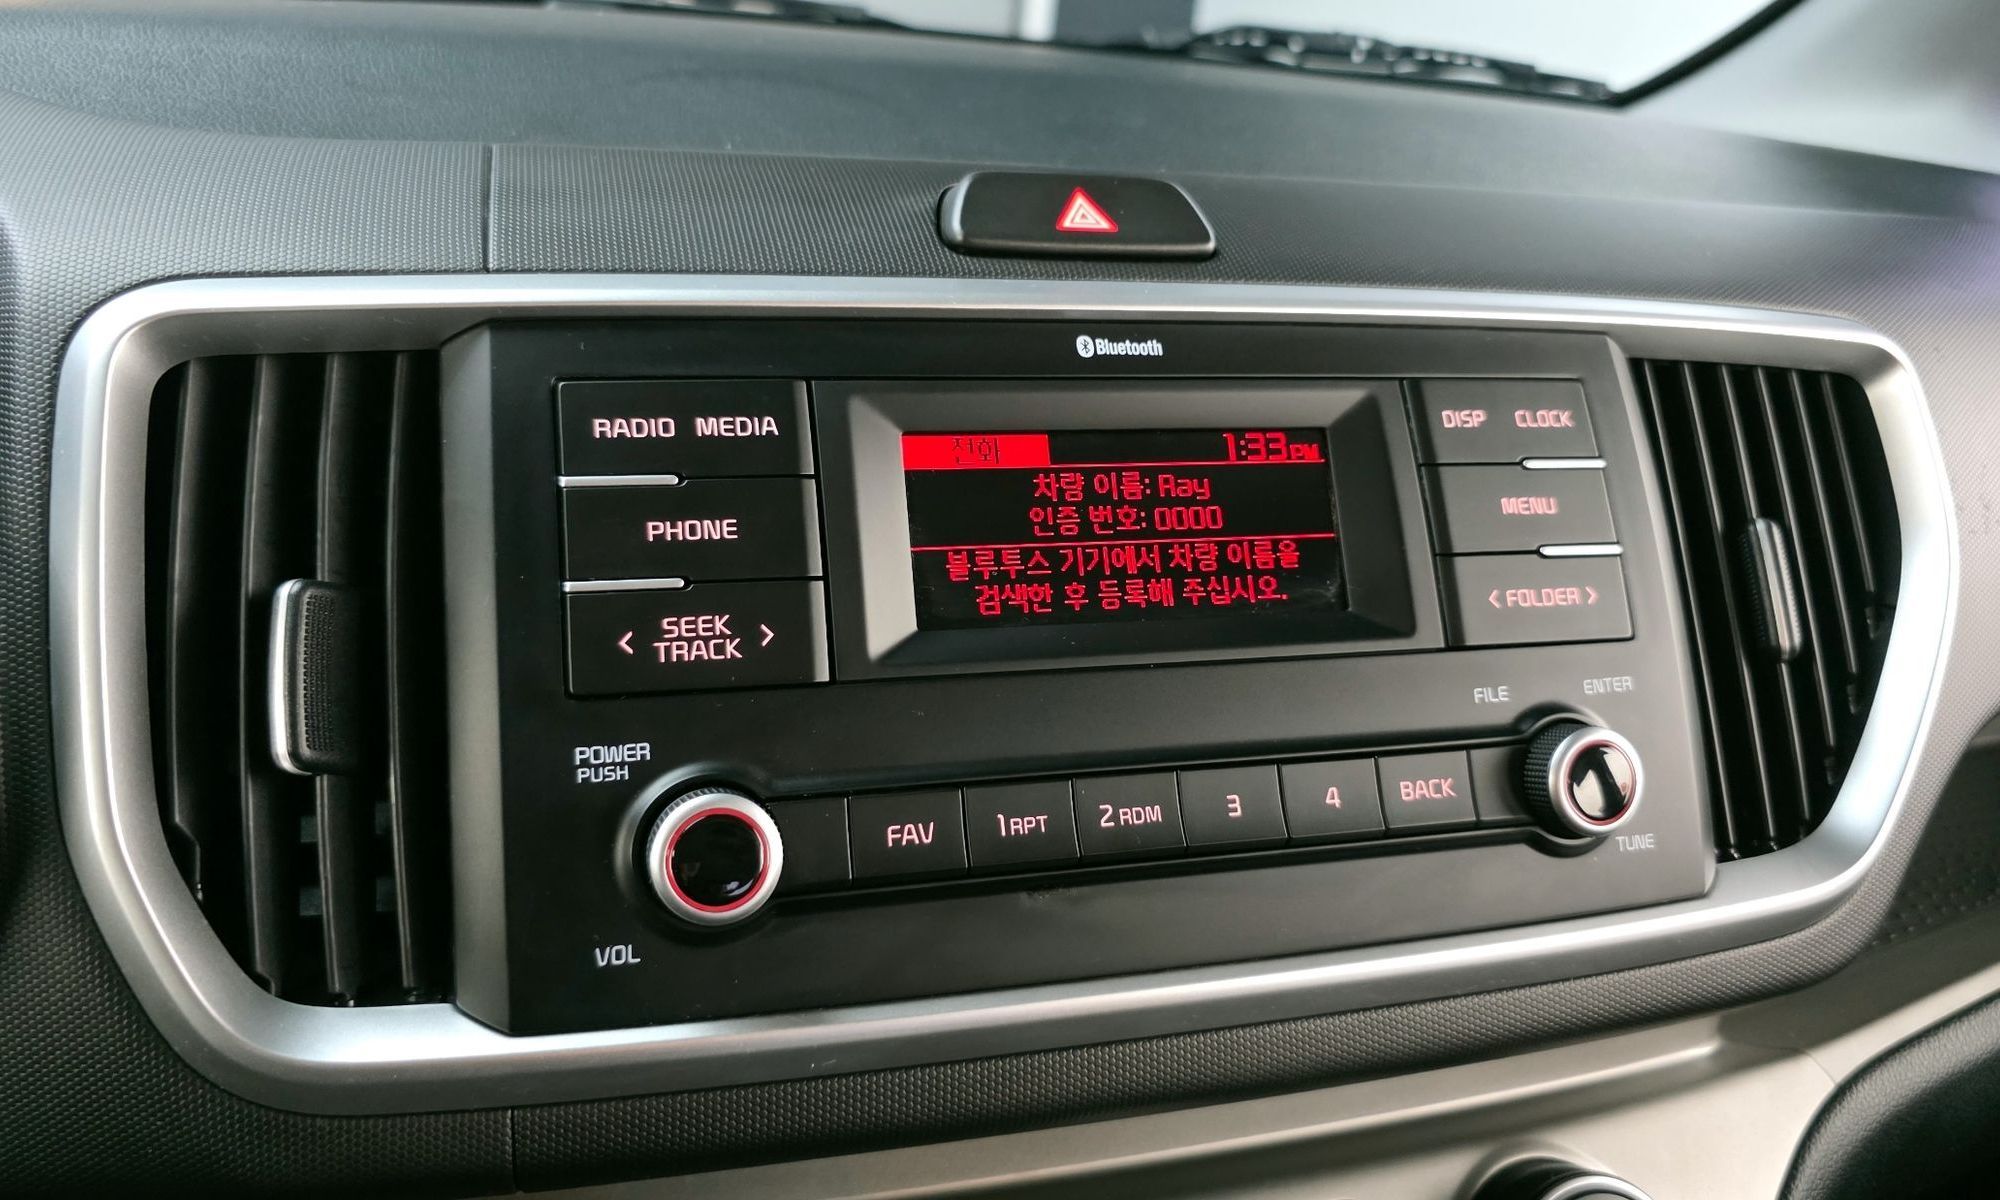 Bluetooth
RADIO MEDIA
PHONE
< SEEK TRACK >
전화 1:33PM
차량 이름: Ray
인증 번호: 0000
블루투스 기기에서 차량 이름을
검색한 후 등록해 주십시오.
DISP CLOCK
MENU
< FOLDER >
FILE
ENTER
POWER
PUSH
VOL
FAV
1 RPT
2 RDM
3
4
BACK
TUNE